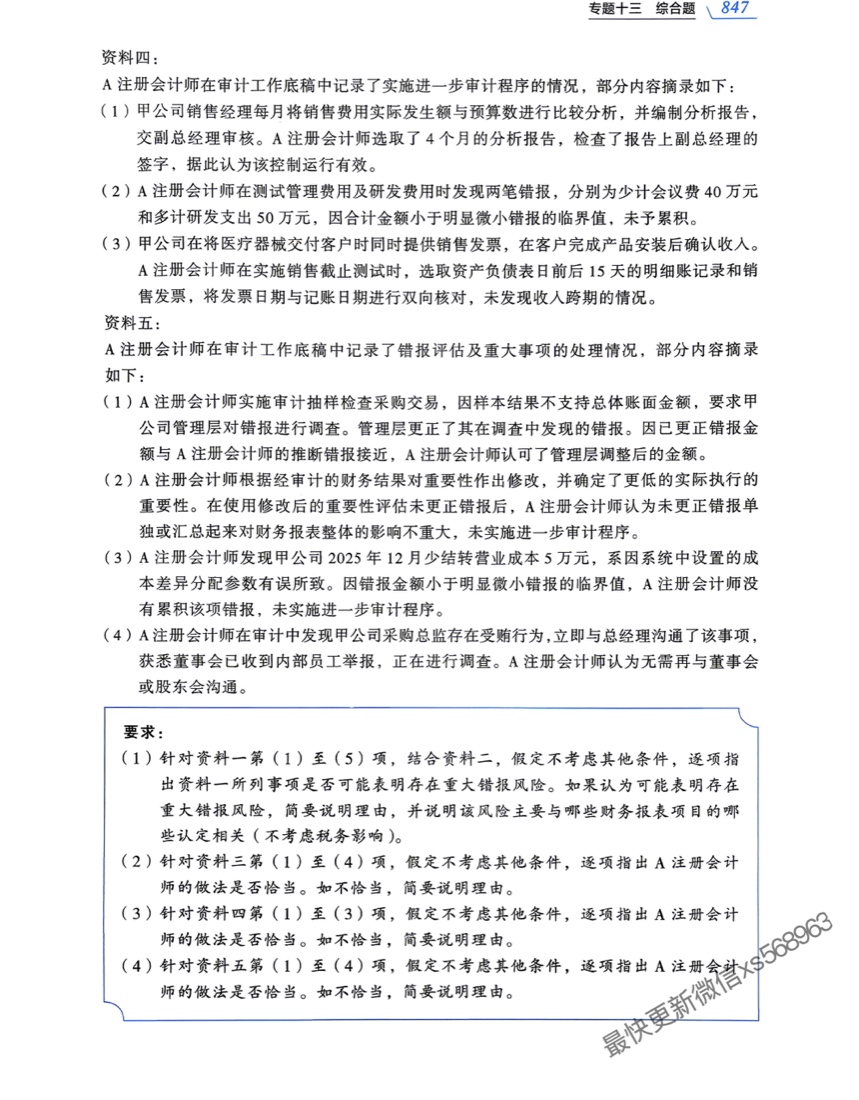 专题十三 综合题 847
资料四：
A 注册会计师在审计工作底稿中记录了实施进一步审计程序的情况，部分内容摘录如下：
（1）甲公司销售经理每月将销售费用实际发生额与预算数进行比较分析，并编制分析报告，
交副总经理审核。A 注册会计师选取了 4 个月的分析报告，检查了报告上副总经理的
签字，据此认为该控制运行有效。
（2）A 注册会计师在测试管理费用及研发费用时发现两笔错报，分别为少计会议费 40 万元
和多计研发支出 50 万元，因合计金额小于明显微小错报的临界值，未予累积。
（3）甲公司在将医疗器械交付客户时同时提供销售发票，在客户完成产品安装后确认收入。
A 注册会计师在实施销售截止测试时，选取资产负债表日前后 15 天的明细账记录和销
售发票，将发票日期与记账日期进行双向核对，未发现收入跨期的情况。
资料五：
A 注册会计师在审计工作底稿中记录了错报评估及重大事项的处理情况，部分内容摘录
如下：
（1）A 注册会计师实施审计抽样检查采购交易，因样本结果不支持总体账面金额，要求甲
公司管理层对错报进行调查。管理层更正了其在调查中发现的错报。因已更正错报金
额与 A 注册会计师的推断错报接近，A 注册会计师认可了管理层调整后的金额。
（2）A 注册会计师根据经审计的财务结果对重要性作出修改，并确定了更低的实际执行的
重要性。在使用修改后的重要性评估未更正错报后，A 注册会计师认为未更正错报单
独或汇总起来对财务报表整体的影响不重大，未实施进一步审计程序。
（3）A 注册会计师发现甲公司 2025 年 12 月少结转营业成本 5 万元，系因系统中设置的成
本差异分配参数有误所致。因错报金额小于明显微小错报的临界值，A 注册会计师没
有累积该项错报，未实施进一步审计程序。
（4）A 注册会计师在审计中发现甲公司采购总监存在受贿行为，立即与总经理沟通了该事项，
获悉董事会已收到内部员工举报，正在进行调查。A 注册会计师认为无需再与董事会
或股东会沟通。
要求：
（1）针对资料一第（1）至（5）项，结合资料二，假定不考虑其他条件，逐项指
出资料一所列事项是否可能表明存在重大错报风险。如果认为可能表明存在
重大错报风险，简要说明理由，并说明该风险主要与哪些财务报表项目的哪
些认定相关（不考虑税务影响）。
（2）针对资料三第（1）至（4）项，假定不考虑其他条件，逐项指出 A 注册会计
师的做法是否恰当。如不恰当，简要说明理由。
（3）针对资料四第（1）至（3）项，假定不考虑其他条件，逐项指出 A 注册会计
师的做法是否恰当。如不恰当，简要说明理由。
（4）针对资料五第（1）至（4）项，假定不考虑其他条件，逐项指出 A 注册会计
师的做法是否恰当。如不恰当，简要说明理由。
最快更新微信xs568963